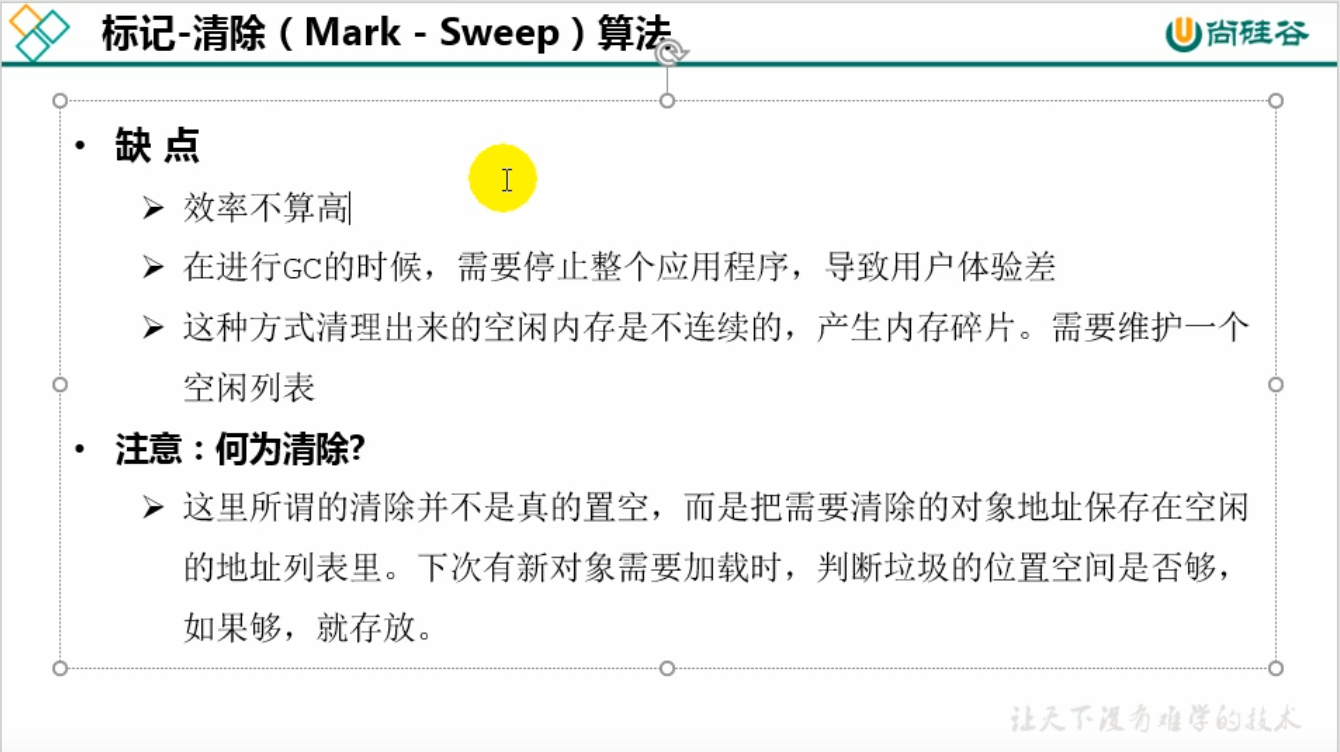 标记-清除（Mark - Sweep）算法
尚硅谷
• 缺 点
➢ 效率不算高
➢ 在进行GC的时候，需要停止整个应用程序，导致用户体验差
➢ 这种方式清理出来的空闲内存是不连续的，产生内存碎片。需要维护一个
空闲列表
• 注意：何为清除?
➢ 这里所谓的清除并不是真的置空，而是把需要清除的对象地址保存在空闲
的地址列表里。下次有新对象需要加载时，判断垃圾的位置空间是否够，
如果够，就存放。
让天下没有难学的技术